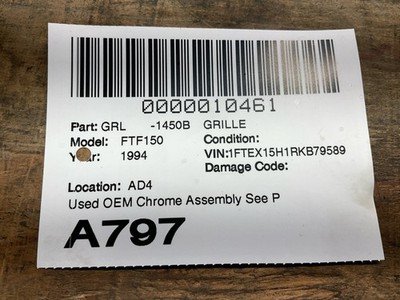 0000010461
Part: GRL -1450B GRILLE
Model: FTF150 Condition:
Year: 1994 VIN:1FTEX15H1RKB79589
Damage Code:
Location: AD4
Used OEM Chrome Assembly See P
A797